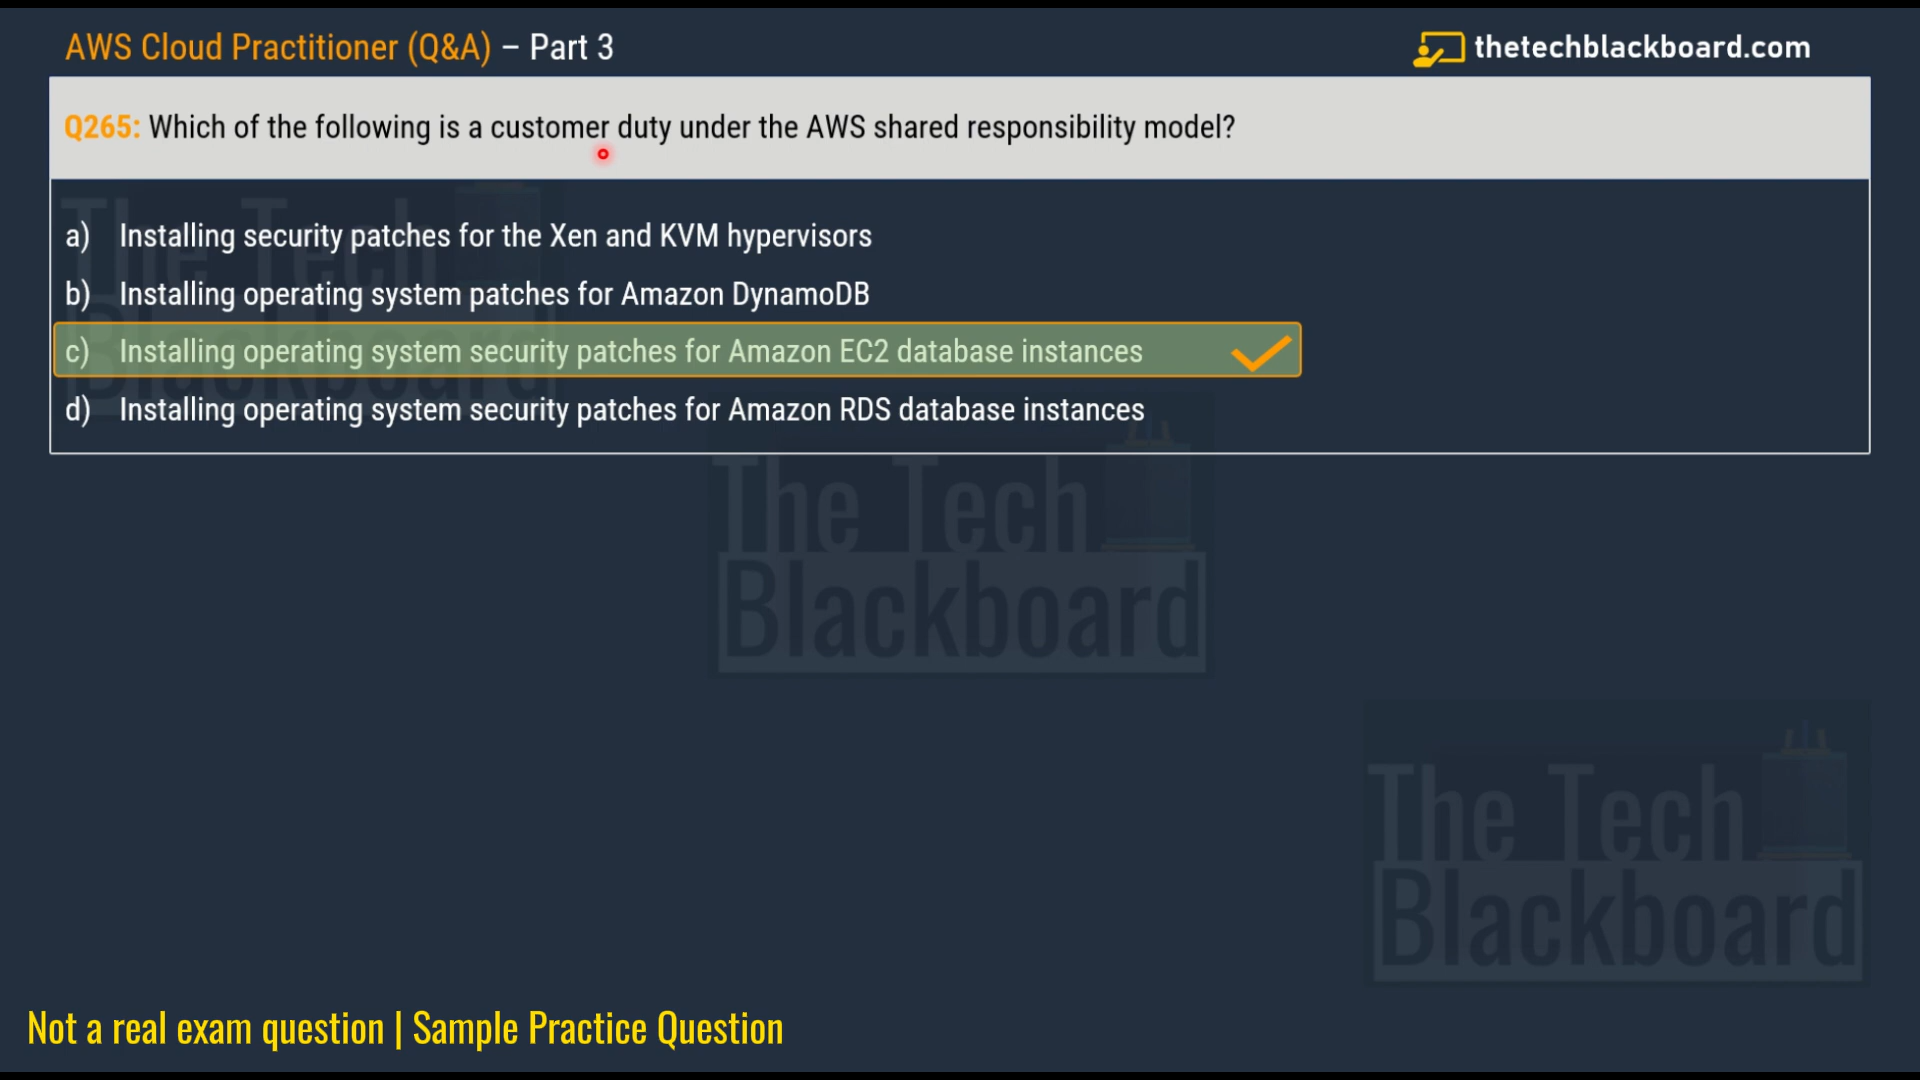 AWS Cloud Practitioner (Q&A) – Part 3
thetechblackboard.com
Q265: Which of the following is a customer duty under the AWS shared responsibility model?
a) Installing security patches for the Xen and KVM hypervisors
b) Installing operating system patches for Amazon DynamoDB
c) Installing operating system security patches for Amazon EC2 database instances
d) Installing operating system security patches for Amazon RDS database instances
The Tech
Blackboard
The Tech
Blackboard
The Tech
Blackboard
Not a real exam question | Sample Practice Question